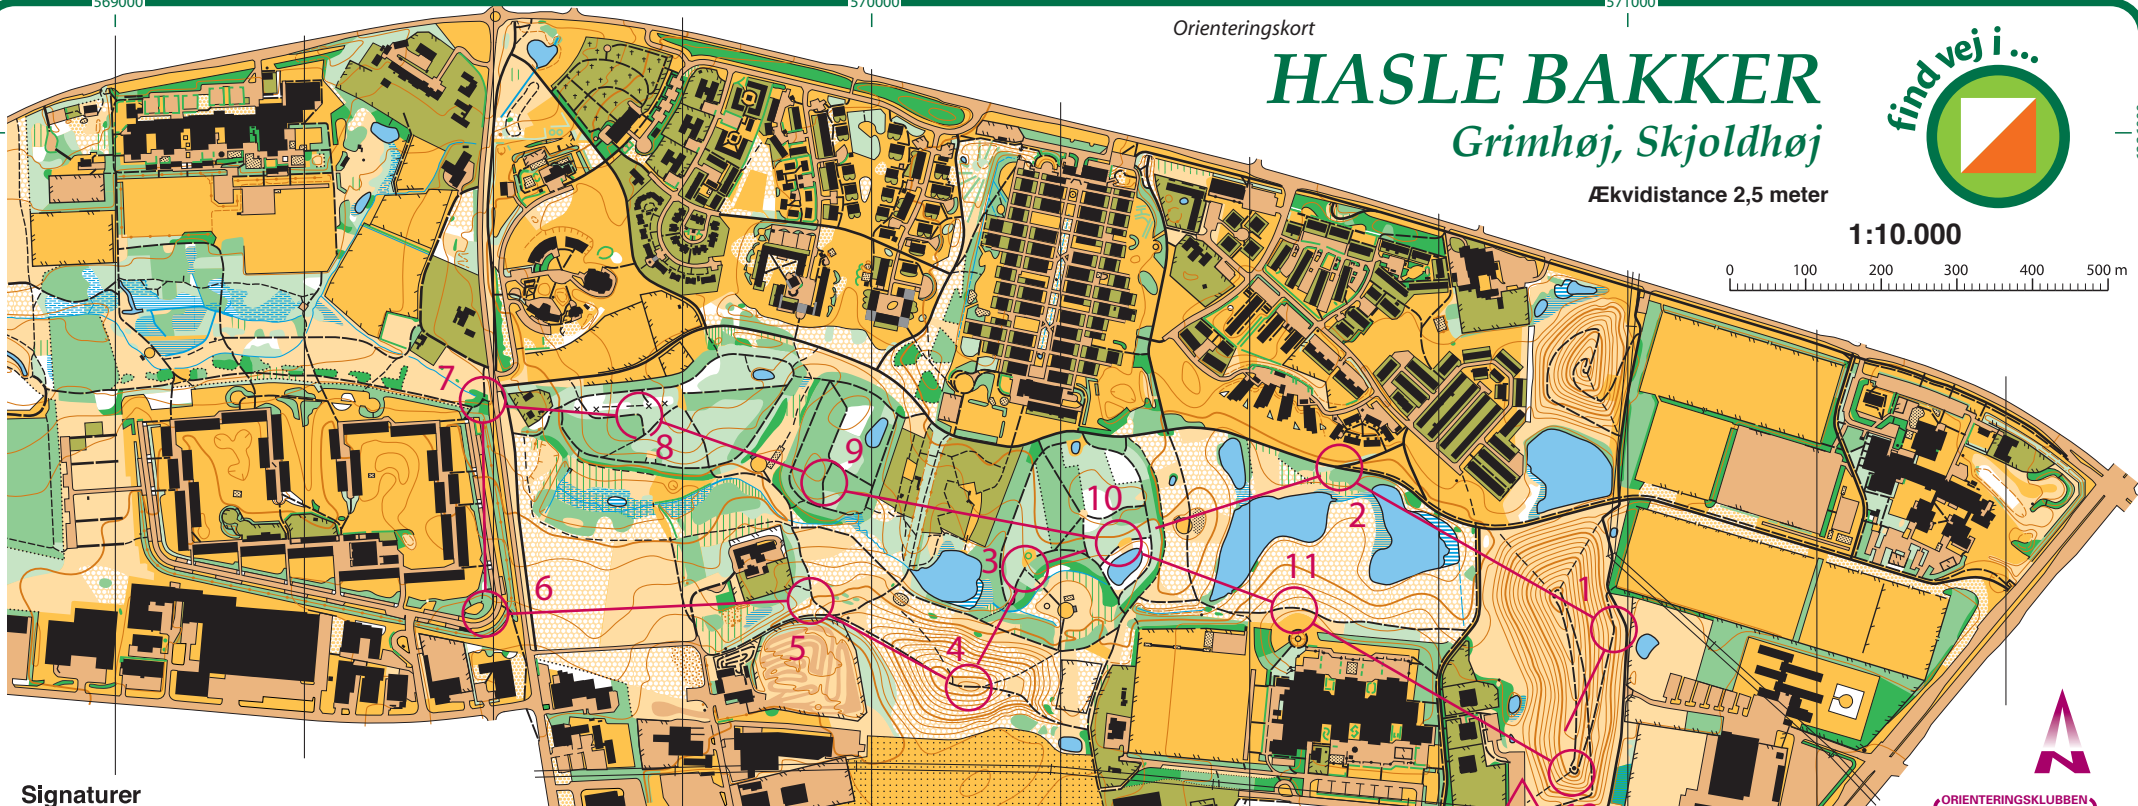 569000
570000
571000
Orienteringskort
HASLE BAKKER
Grimhøj, Skjoldhøj
Ækvidistance 2,5 meter
1:10.000
0 100 200 300 400 500 m
find vej i ...
7
8
9
10
3
2
11
1
6
5
4
Signaturer
ORIENTERINGSKLUBBEN